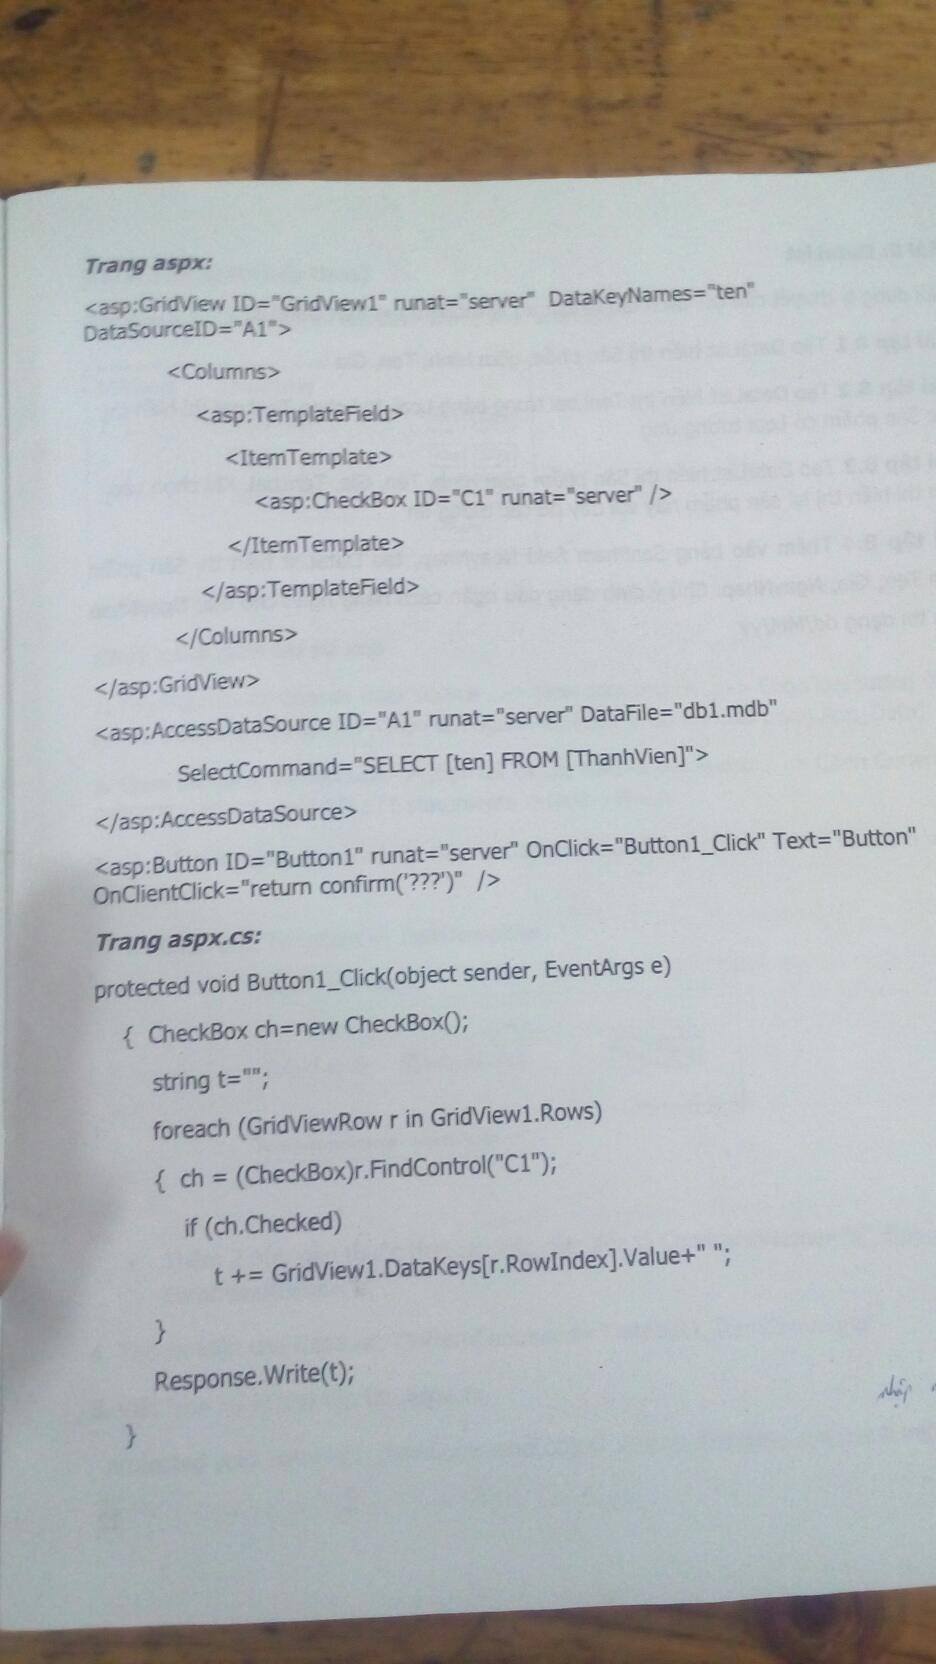 Trang aspx:
<asp:GridView ID="GridView1" runat="server" DataKeyNames="ten"
DataSourceID="A1">
<Columns>
<asp:TemplateField>
<ItemTemplate>
<asp:CheckBox ID="C1" runat="server" />
</ItemTemplate>
</asp:TemplateField>
</Columns>
</asp:GridView>
<asp:AccessDataSource ID="A1" runat="server" DataFile="db1.mdb"
SelectCommand="SELECT [ten] FROM [ThanhVien]">
</asp:AccessDataSource>
<asp:Button ID="Button1" runat="server" OnClick="Button1_Click" Text="Button"
OnClientClick="return confirm('???')" />
Trang aspx.cs:
protected void Button1_Click(object sender, EventArgs e)
{ CheckBox ch=new CheckBox();
string t="";
foreach (GridViewRow r in GridView1.Rows)
{ ch = (CheckBox)r.FindControl("C1");
if (ch.Checked)
t += GridView1.DataKeys[r.RowIndex].Value+" ";
}
Response.Write(t);
nhập
}